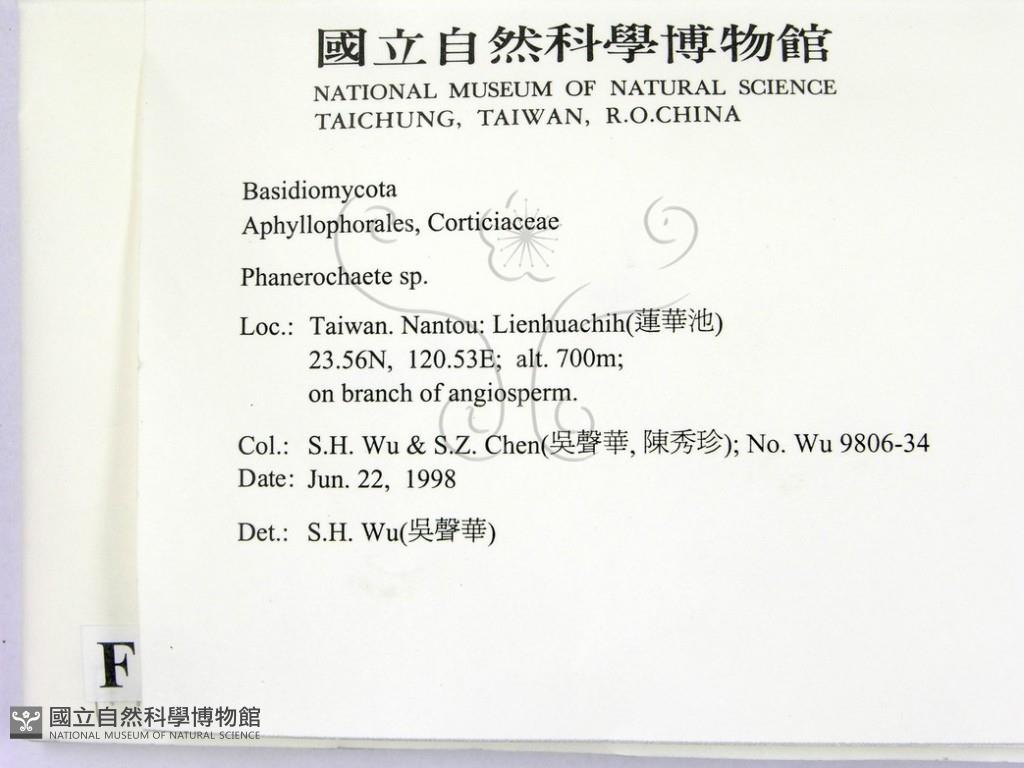 國立自然科學博物館
NATIONAL MUSEUM OF NATURAL SCIENCE
TAICHUNG, TAIWAN, R.O.CHINA
Basidiomycota
Aphyllophorales, Corticiaceae
Phanerochaete sp.
Loc.: Taiwan. Nantou: Lienhuachih(蓮華池)
23.56N, 120.53E; alt. 700m;
on branch of angiosperm.
Col.: S.H. Wu & S.Z. Chen(吳聲華, 陳秀珍); No. Wu 9806-34
Date: Jun. 22, 1998
Det.: S.H. Wu(吳聲華)
F
國立自然科學博物館
NATIONAL MUSEUM OF NATURAL SCIENCE